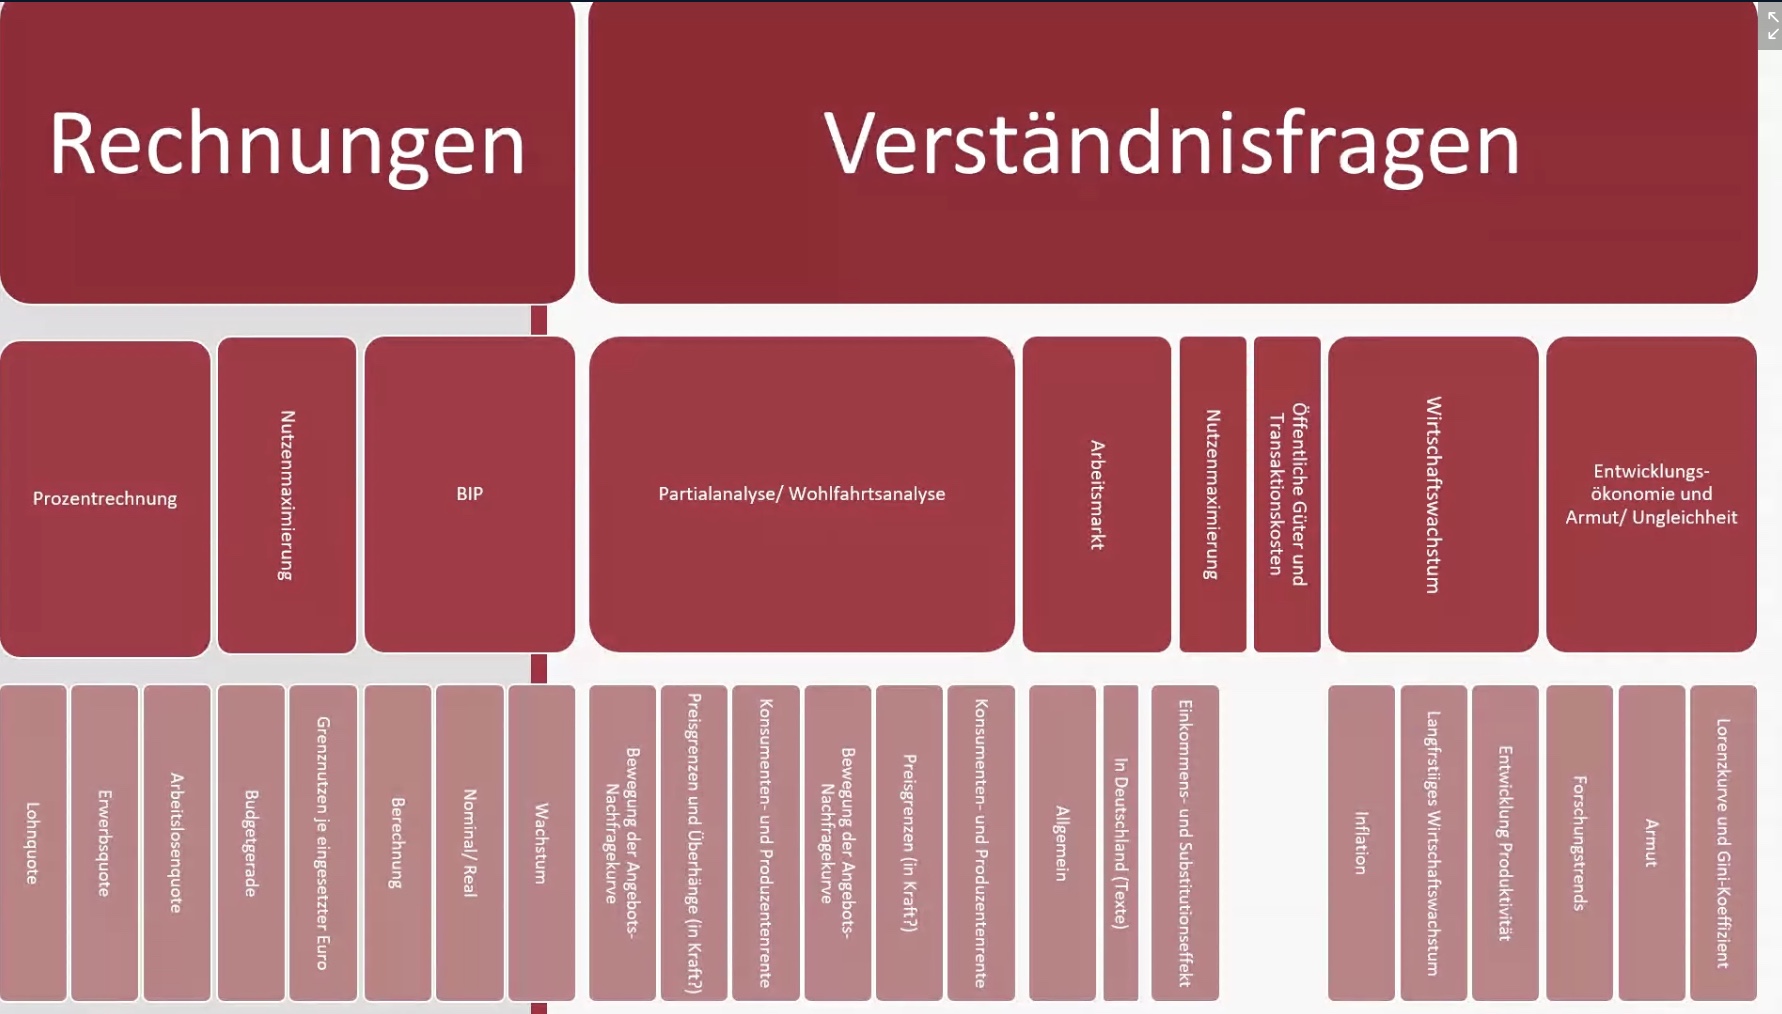 Rechnungen
Verständnisfragen
Prozentrechnung
Nutzenmaximierung
BIP
Partialanalyse/ Wohlfahrtsanalyse
Arbeitsmarkt
Nutzenmaximierung
Öffentliche Güter und
Transaktionskosten
Wirtschaftswachstum
Entwicklungs-
ökonomie und
Armut/ Ungleichheit
Lohnquote
Erwerbsquote
Arbeitslosenquote
Budgetgerade
Grenznutzen je eingesetzter Euro
Berechnung
Nominal/ Real
Wachstum
Bewegung der Angebots-
Nachfragekurve
Preisgrenzen und Überhänge (in Kraft?)
Konsumenten- und Produzentenrente
Bewegung der Angebots-
Nachfragekurve
Preisgrenzen (in Kraft?)
Konsumenten- und Produzentenrente
Allgemein
In Deutschland (Texte)
Einkommens- und Substitutionseffekt
Inflation
Langfrstiiges Wirtschaftswachstum
Entwicklung Produktivität
Forschungstrends
Armut
Lorenzkurve und Gini-Koeffizient